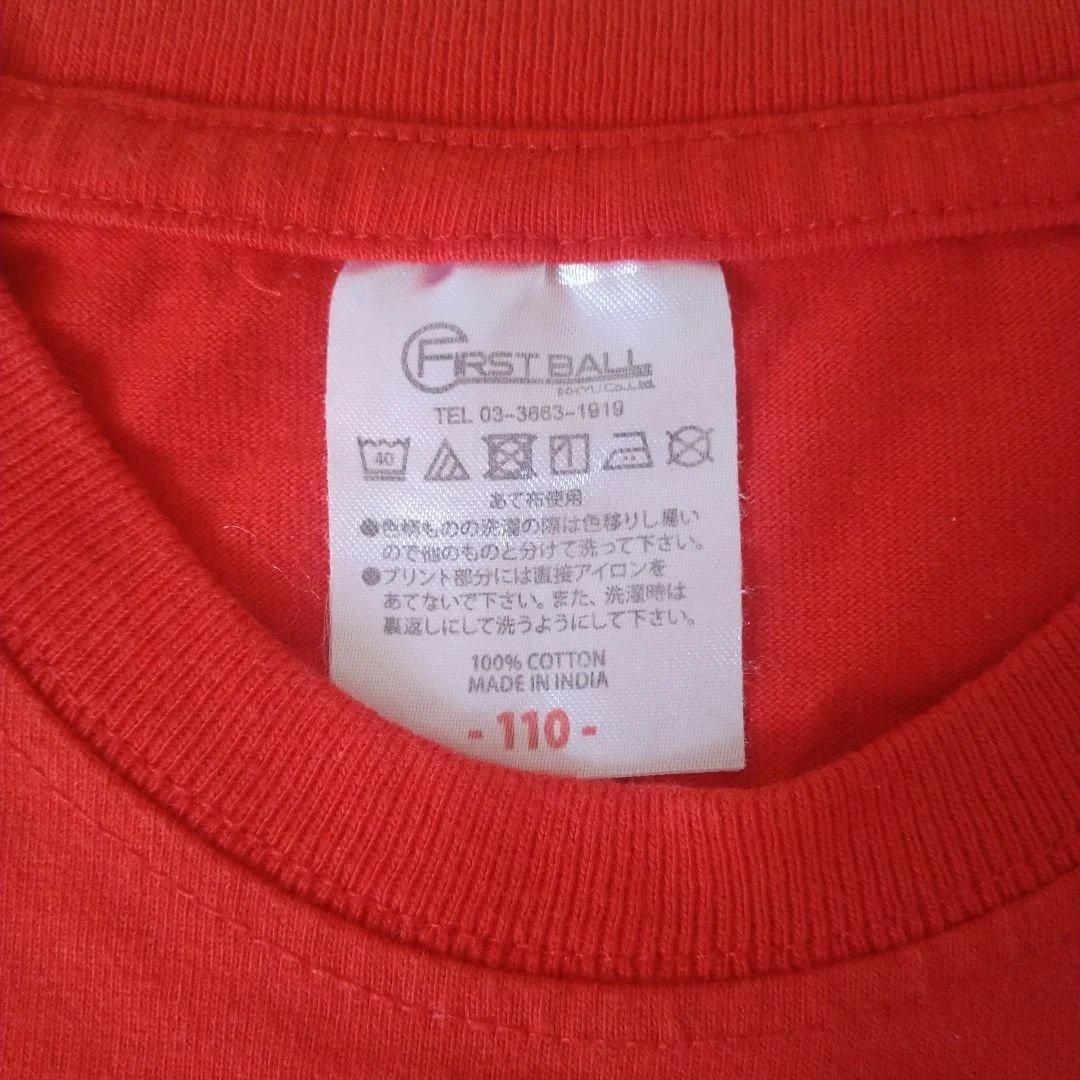 FIRST BALL
TEL 03-3663-1919
40
あて布使用
●色柄ものの洗濯の際は色移りし易い
ので他のものと分けて洗って下さい。
●プリント部分には直接アイロンを
あてないで下さい。また、洗濯時は
裏返しにして洗うようにして下さい。
100% COTTON
MADE IN INDIA
- 110 -